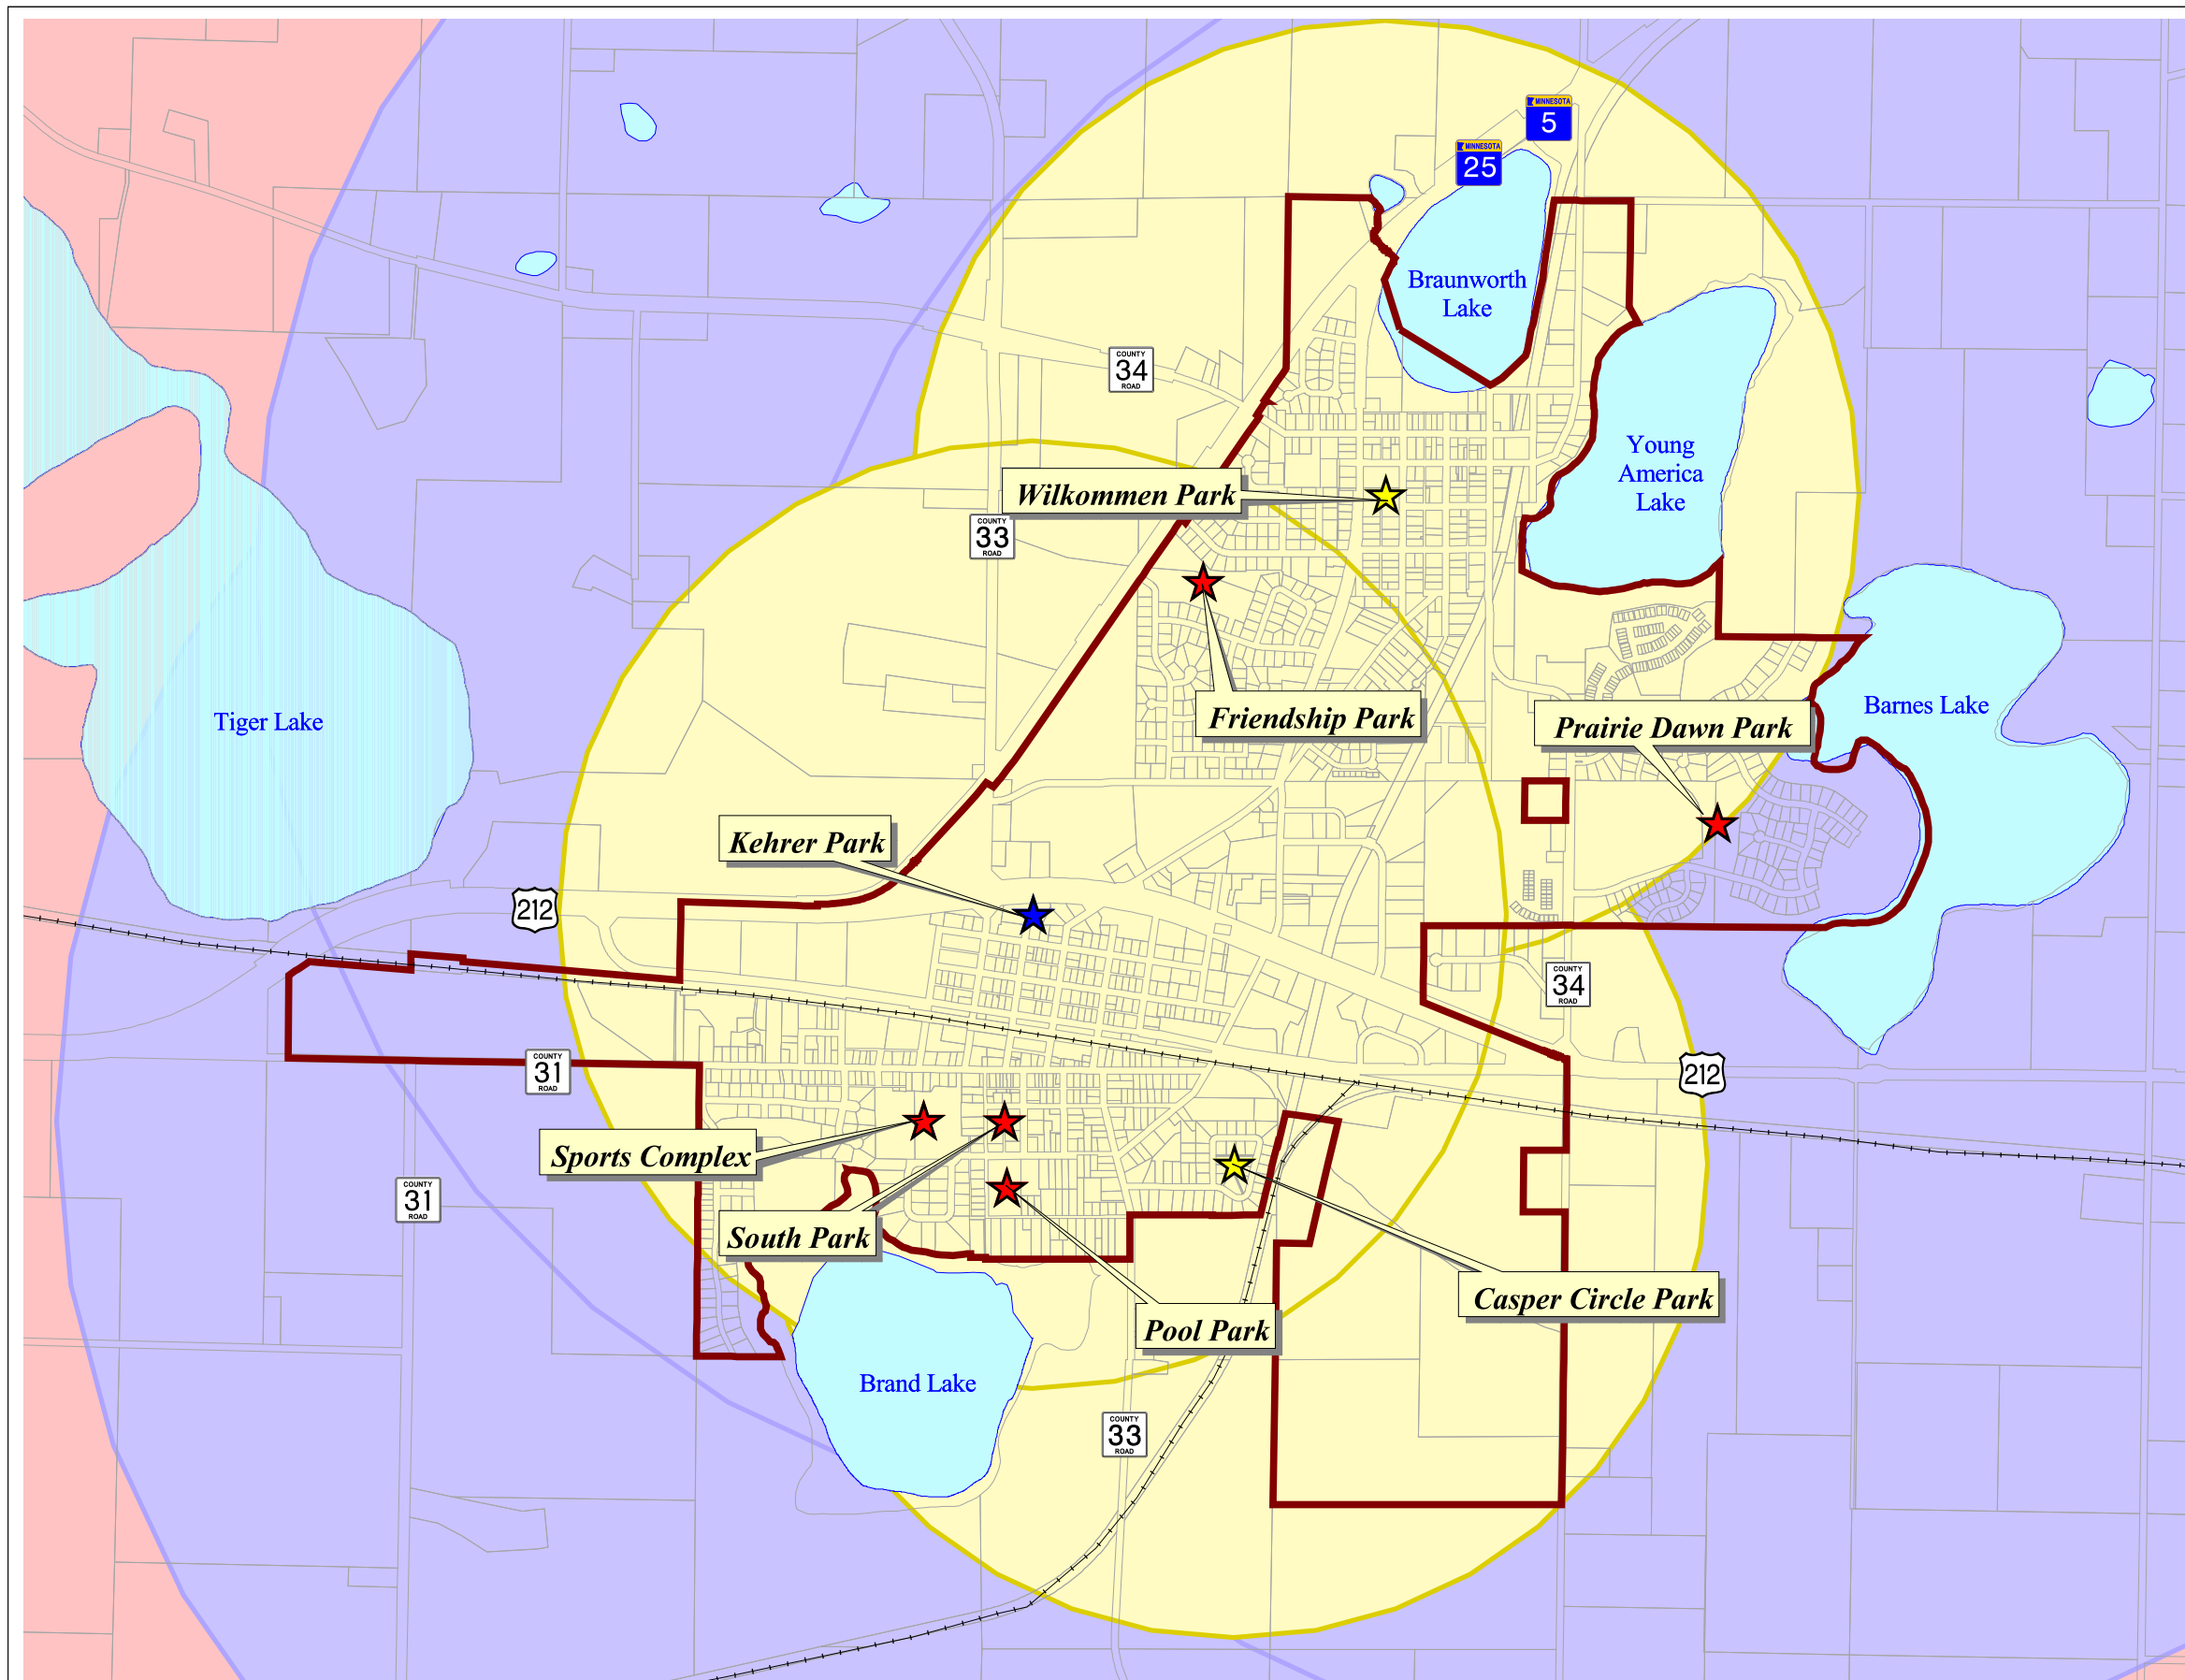 MINNESOTA
5
MINNESOTA
25
Braunworth
Lake
COUNTY
34
ROAD
Young
America
Lake
Wilkommen Park
COUNTY
33
ROAD
Friendship Park
Prairie Dawn Park
Barnes Lake
Tiger Lake
Kehrer Park
212
COUNTY
34
ROAD
COUNTY
31
ROAD
212
Sports Complex
COUNTY
31
ROAD
South Park
Casper Circle Park
Pool Park
Brand Lake
COUNTY
33
ROAD